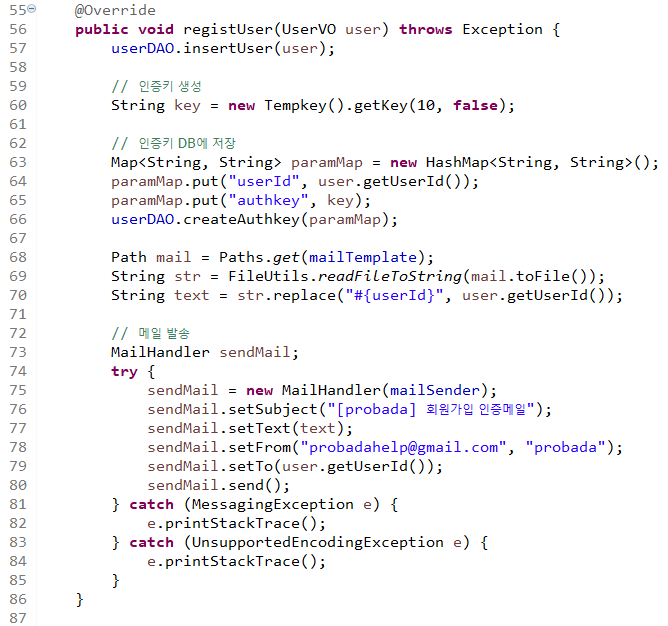 55 @Override
56 public void registUser(UserVO user) throws Exception {
57 userDAO.insertUser(user);
58
59 // 인증키 생성
60 String key = new Tempkey().getKey(10, false);
61
62 // 인증키 DB에 저장
63 Map<String, String> paramMap = new HashMap<String, String>();
64 paramMap.put("userId", user.getUserId());
65 paramMap.put("authkey", key);
66 userDAO.createAuthkey(paramMap);
67
68 Path mail = Paths.get(mailTemplate);
69 String str = FileUtils.readFileToString(mail.toFile());
70 String text = str.replace("#{userId}", user.getUserId());
71
72 // 메일 발송
73 MailHandler sendMail;
74 try {
75 sendMail = new MailHandler(mailSender);
76 sendMail.setSubject("[probada] 회원가입 인증메일");
77 sendMail.setText(text);
78 sendMail.setFrom("probadahelp@gmail.com", "probada");
79 sendMail.setTo(user.getUserId());
80 sendMail.send();
81 } catch (MessagingException e) {
82 e.printStackTrace();
83 } catch (UnsupportedEncodingException e) {
84 e.printStackTrace();
85 }
86 }
87